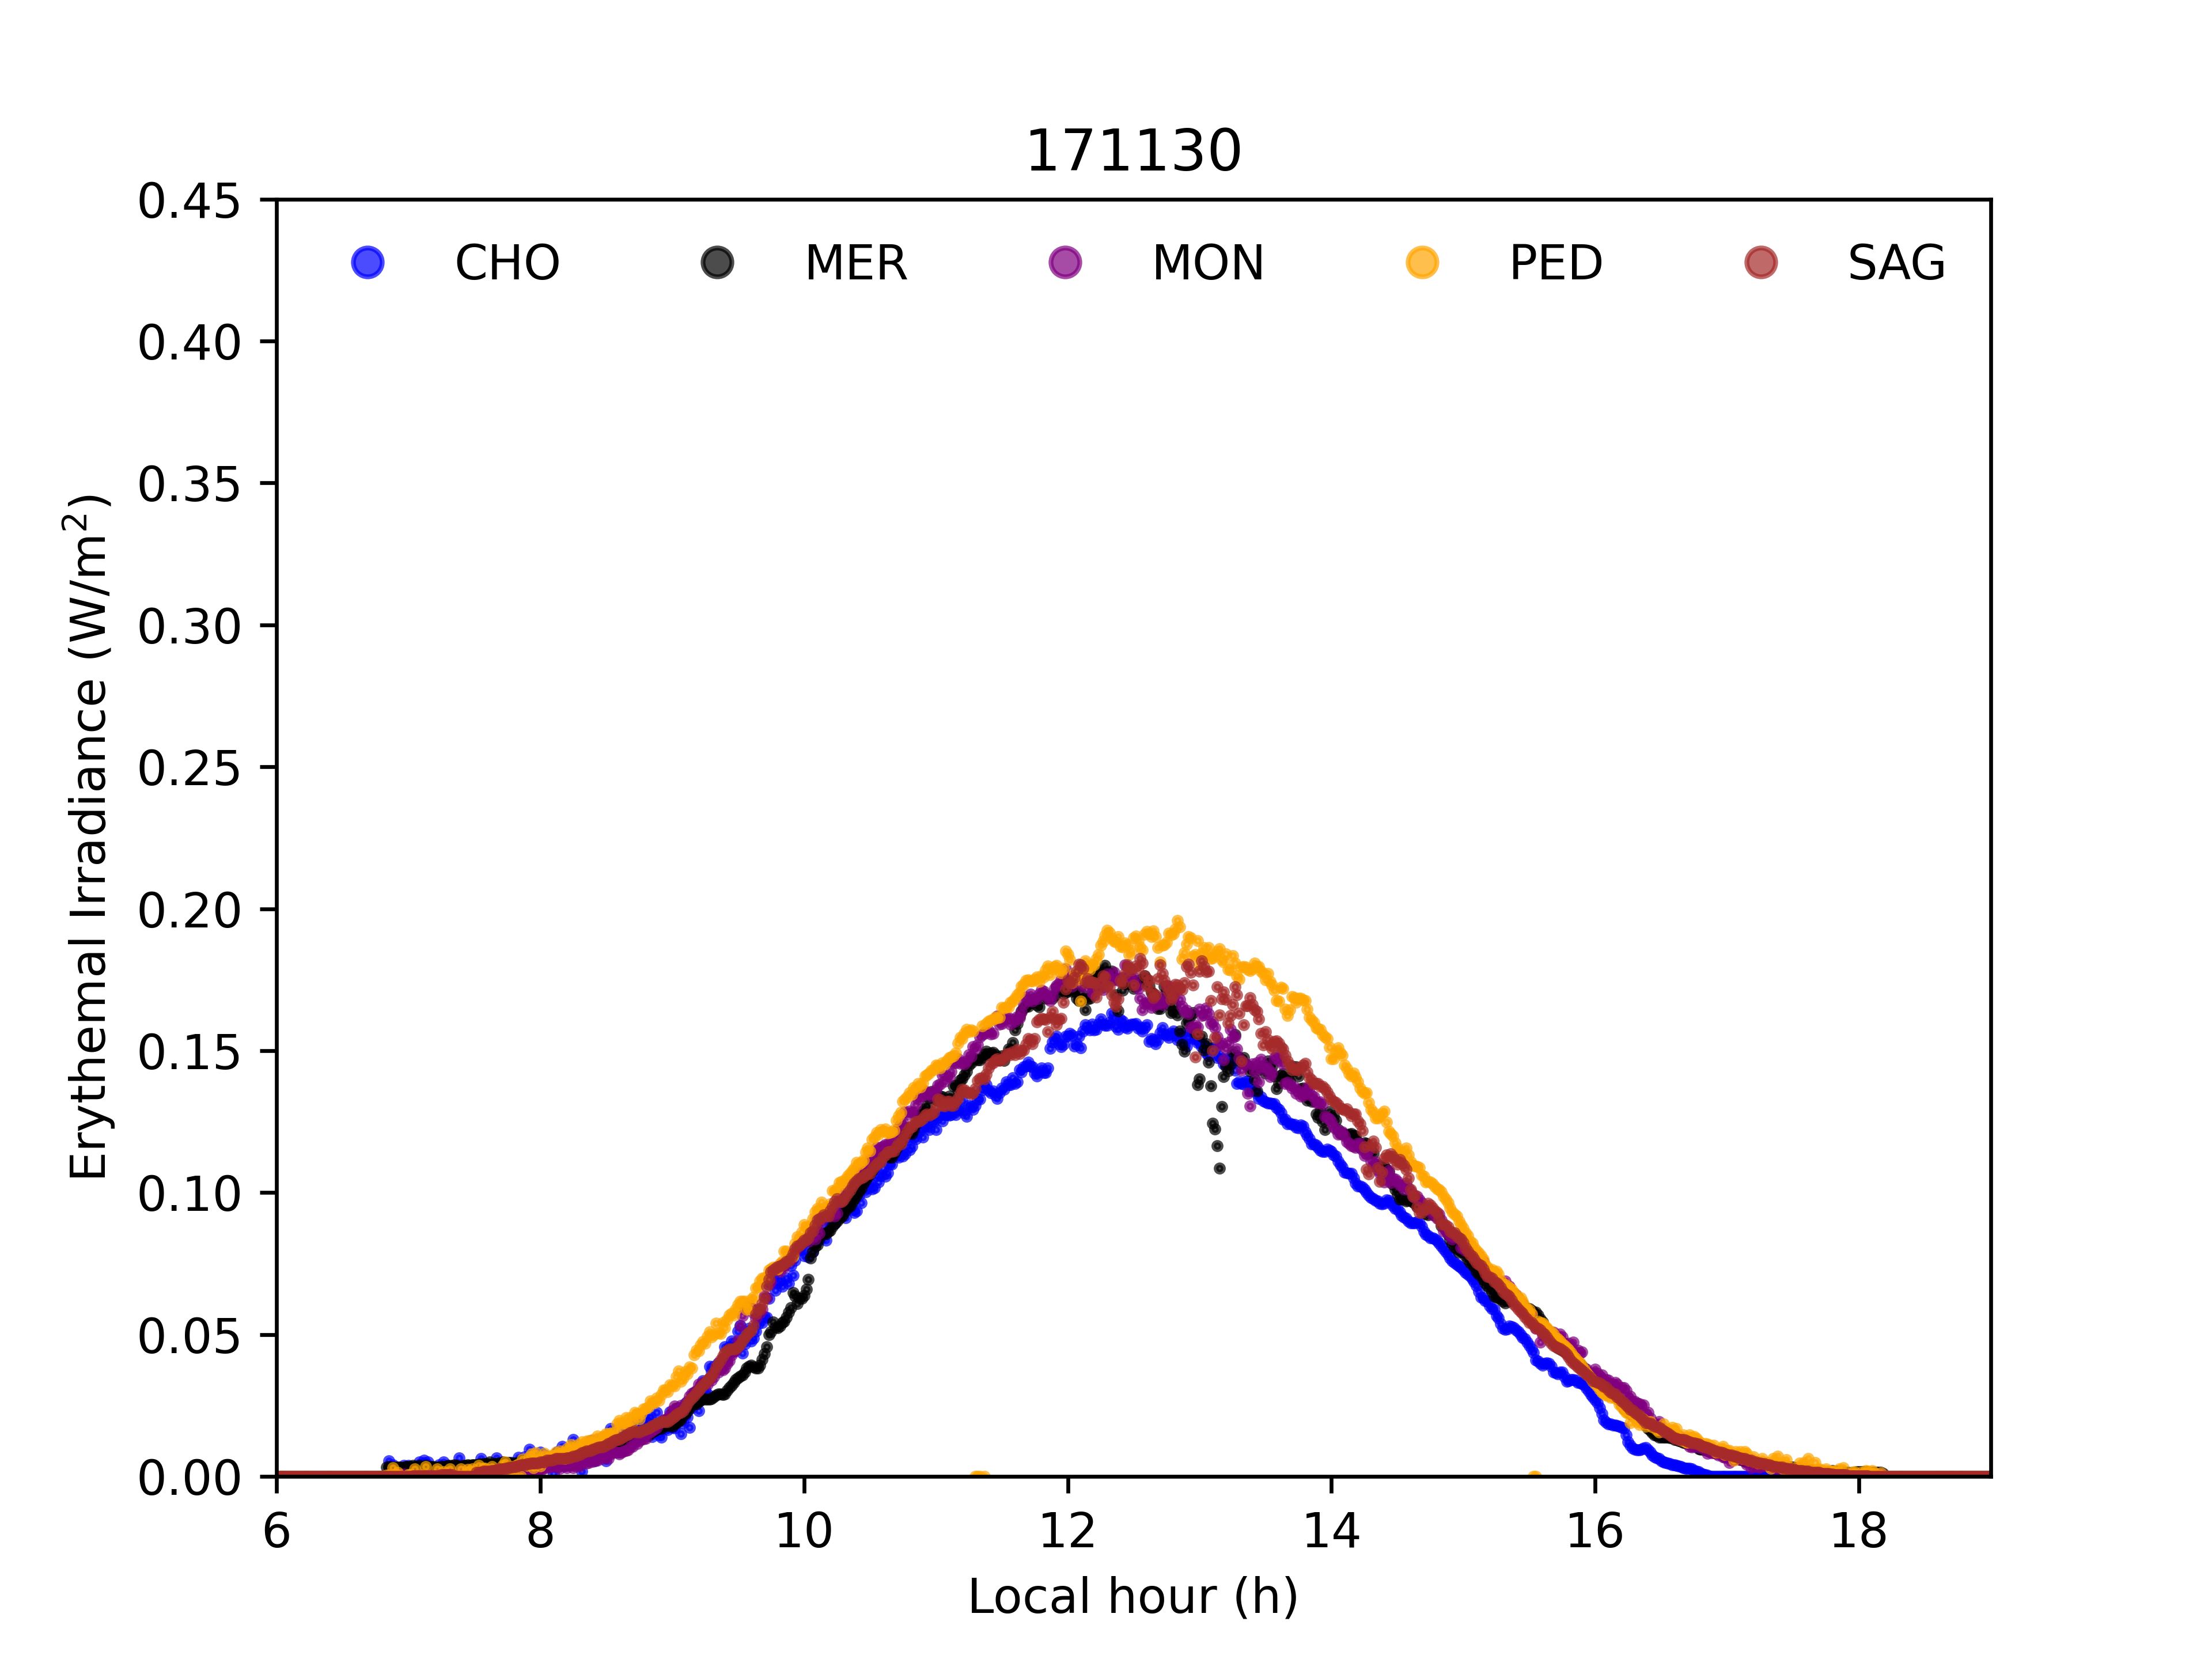 171130
CHO MER MON PED SAG
0.45
0.40
0.35
0.30
0.25
0.20
0.15
0.10
0.05
0.00
Erythemal Irradiance (W/m²)
6 8 10 12 14 16 18
Local hour (h)